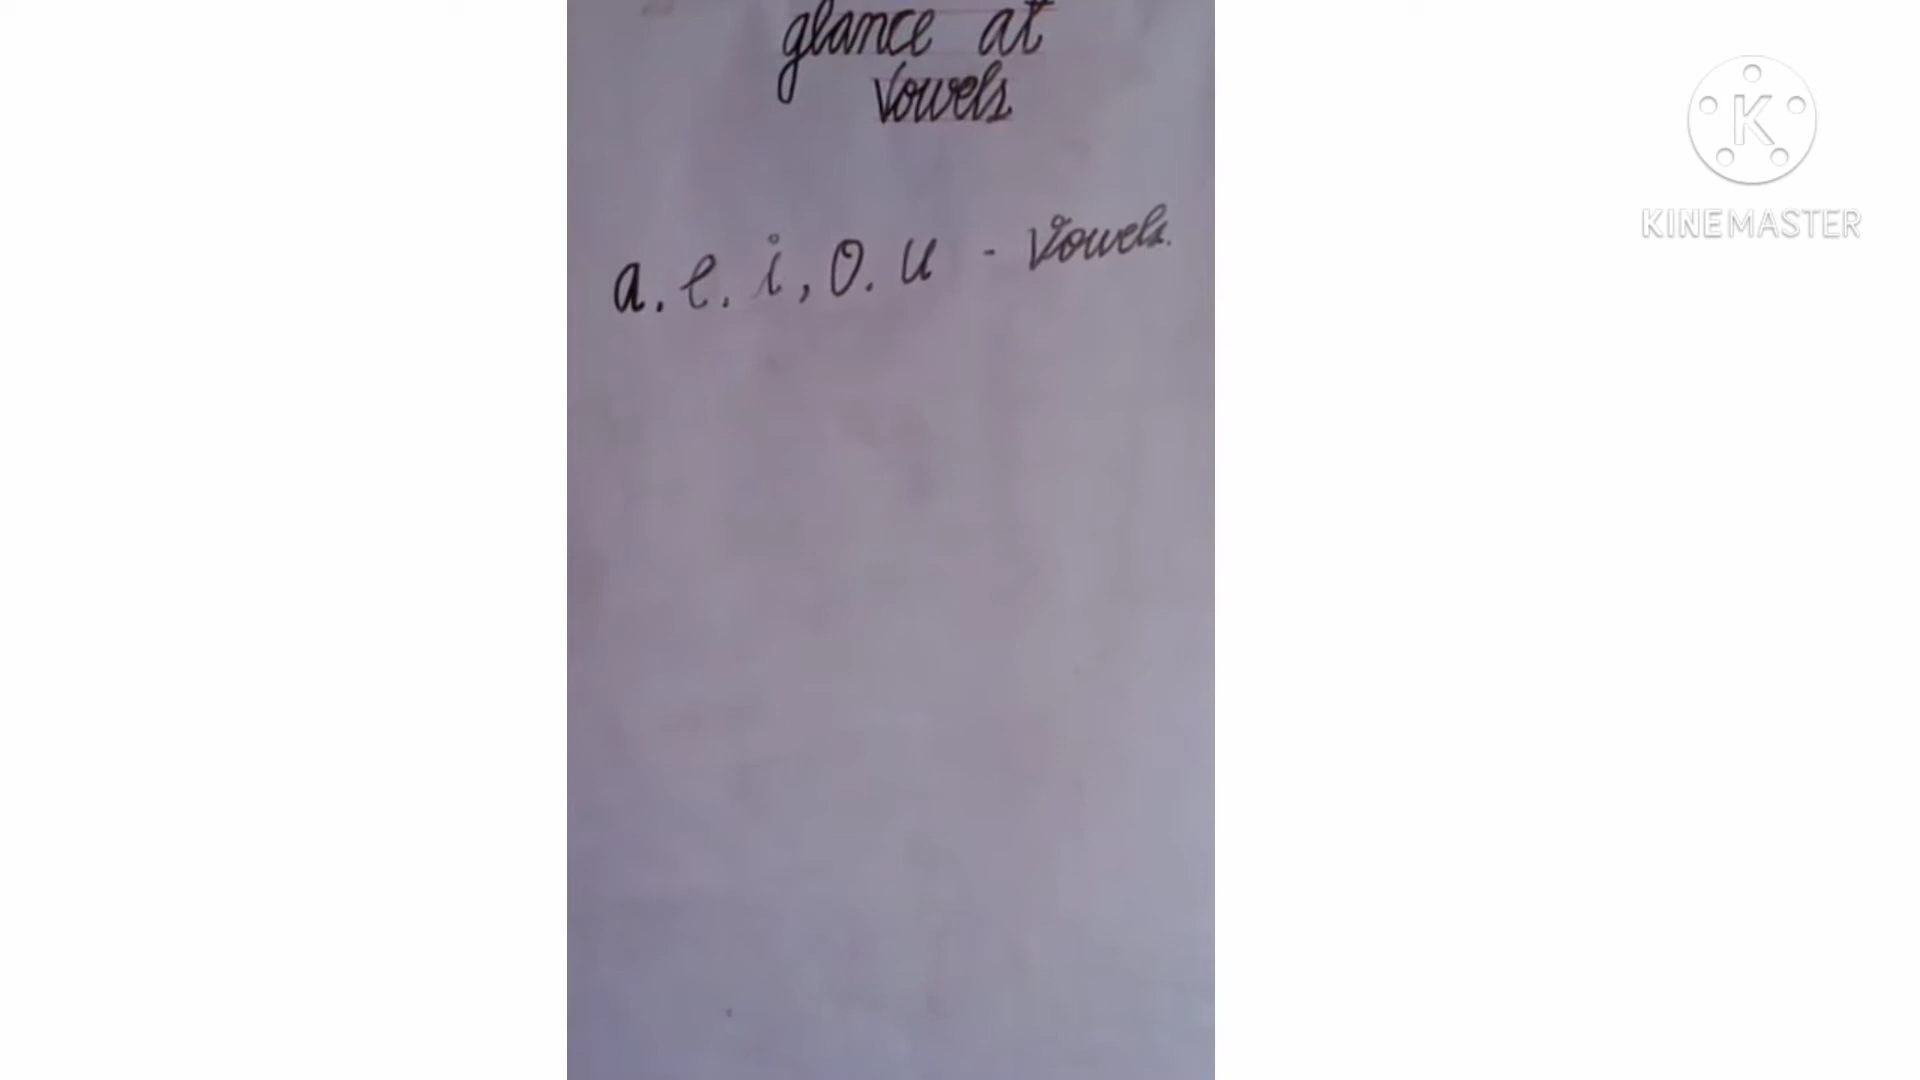 glance at
Vowels
a. e. i, o. u - Vowels.
KINEMASTER